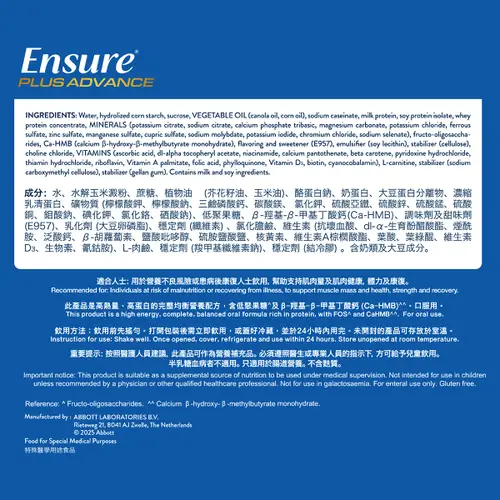 Ensure®
PLUS ADVANCE
INGREDIENTS: Water, hydrolized corn starch, sucrose, VEGETABLE OIL (canola oil, corn oil), sodium caseinate, milk protein, soy protein isolate, whey
protein concentrate, MINERALS (potassium citrate, sodium citrate, calcium phosphate tribasic, magnesium carbonate, potassium chloride, ferrous
sulfate, zinc sulfate, manganese sulfate, cupric sulfate, sodium molybdate, potassium iodide, chromium chloride, sodium selenate), fructo-oligosaccha-
rides, Ca-HMB (calcium β-hydroxy-β-methylbutyrate monohydrate), flavoring and sweetener (E957), emulsifier (soy lecithin), stabilizer (cellulose),
choline chloride, VITAMINS (ascorbic acid, dl-alpha tocopheryl acetate, niacinamide, calcium pantothenate, beta carotene, pyridoxine hydrochloride,
thiamin hydrochloride, riboflavin, Vitamin A palmitate, folic acid, phylloquinone, Vitamin D₃, biotin, cyanocobalamin), L-carnitine, stabilizer (sodium
carboxymethyl cellulose), stabilizer (gellan gum). Contains milk and soy ingredients.
成分: 水、水解玉米澱粉、蔗糖、植物油 (芥花籽油、玉米油)、酪蛋白鈉、奶蛋白、大豆蛋白分離物、濃縮
乳清蛋白、礦物質 (檸檬酸鉀、檸檬酸鈉、三鹽磷酸鈣、碳酸鎂、氯化鉀、硫酸亞鐵、硫酸鋅、硫酸錳、硫酸
銅、鉬酸鈉、碘化鉀、氯化鉻、硒酸鈉)、低聚果糖、β-羥基-β-甲基丁酸鈣(Ca-HMB)、調味劑及甜味劑
(E957)、乳化劑 (大豆卵磷脂)、穩定劑 (纖維素) 、氯化膽鹼、維生素 (抗壞血酸、dl-α-生育酚醋酸酯、煙酰
胺、泛酸鈣、β-胡蘿蔔素、鹽酸吡哆醇、硫胺鹽酸鹽、核黃素、維生素A棕櫚酸酯、葉酸、葉綠醌、維生素
D₃、生物素、氰鈷胺)、L-肉鹼、穩定劑 (羧甲基纖維素鈉)、穩定劑 (結冷膠) 。含奶類及大豆成分。
適合人士: 用於營養不良風險或患病後康復人士飲用, 幫助支持肌肉量及肌肉健康, 體力及康復。
Recommended for: Individuals at risk of malnutrition or recovering from illness, to support muscle mass and health, strength and recovery.
此產品是高熱量、高蛋白的完整均衡營養配方, 含低聚果糖^及 β-羥基-β-甲基丁酸鈣 (Ca-HMB)^^。口服用。
This product is a high energy, complete, balanced oral formula rich in protein, with FOS^ and CaHMB^^. For oral use.
飲用方法: 飲用前先搖勻。打開包裝後需立即飲用, 或蓋好冷藏, 並於24小時內用完。未開封的產品可存放於室溫。
Instruction for use: Shake well. Once opened, cover, refrigerate and use within 24 hours. Store unopened at room temperature.
重要提示: 按照醫護人員建議, 此產品可作為營養補充品。必須遵照醫生或專業人員的指示下, 方可給予兒童飲用。
半乳糖血病者不適用。只適用於腸道營養。不含麩質。
Important notice: This product is suitable as a supplemental source of nutrition to be used under medical supervision. Not intended for use in children
unless recommended by a physician or other qualified healthcare professional. Not for use in galactosaemia. For enteral use only. Gluten free.
Reference: ^ Fructo-oligosaccharides. ^^ Calcium β-hydroxy-β-methylbutyrate monohydrate.
Manufactured by : ABBOTT LABORATORIES B.V.
Rieteweg 21, 8041 AJ Zwolle, The Netherlands
© 2025 Abbott
Food for Special Medical Purposes
特殊醫學用途食品